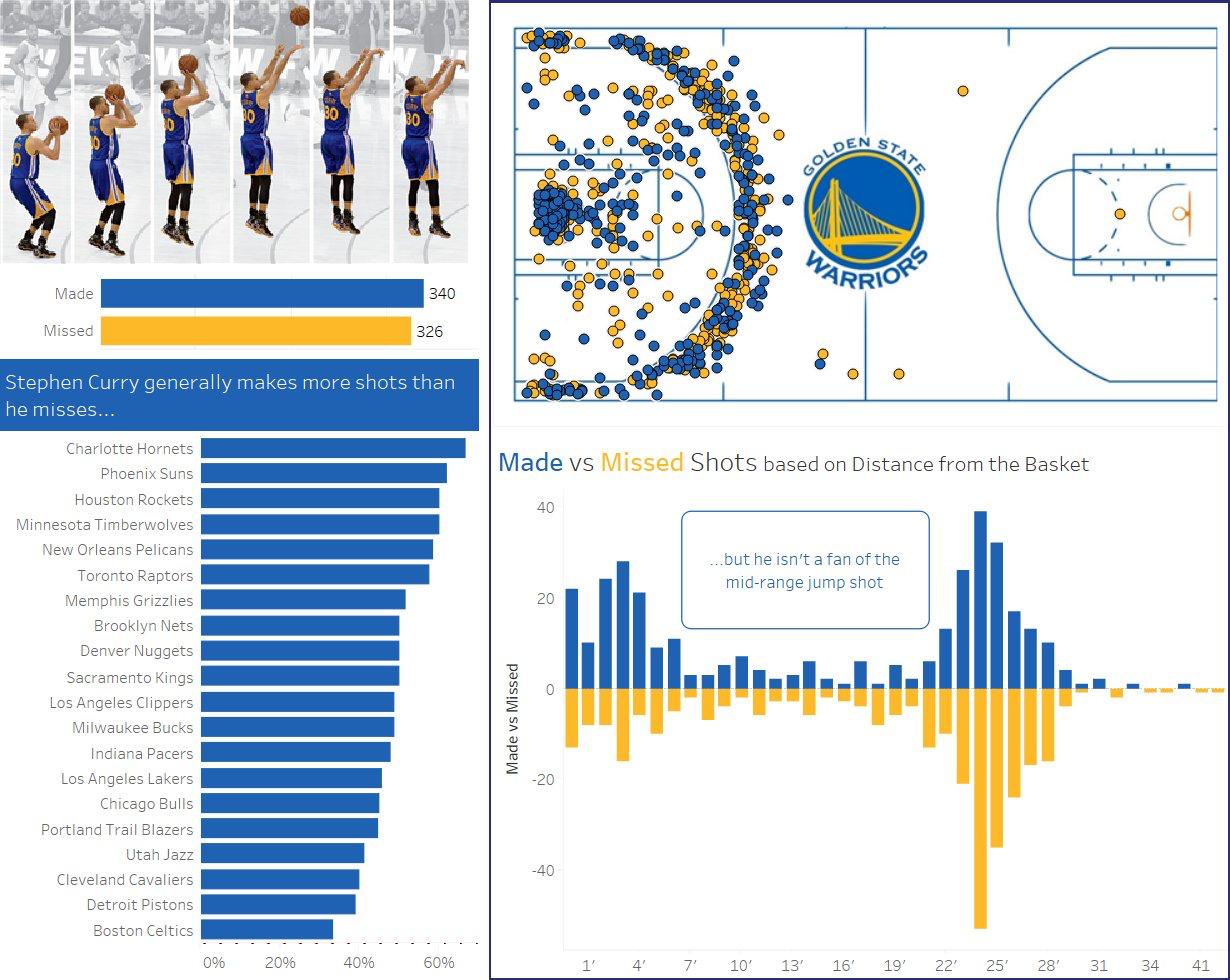 Made 340
Missed 326
Stephen Curry generally makes more shots than
he misses...
Charlotte Hornets
Phoenix Suns
Houston Rockets
Minnesota Timberwolves
New Orleans Pelicans
Toronto Raptors
Memphis Grizzlies
Brooklyn Nets
Denver Nuggets
Sacramento Kings
Los Angeles Clippers
Milwaukee Bucks
Indiana Pacers
Los Angeles Lakers
Chicago Bulls
Portland Trail Blazers
Utah Jazz
Cleveland Cavaliers
Detroit Pistons
Boston Celtics
0% 20% 40% 60%
GOLDEN STATE
WARRIORS
Made vs Missed Shots based on Distance from the Basket
...but he isn't a fan of the
mid-range jump shot
Made vs Missed
40
20
0
-20
-40
1' 4' 7' 10' 13' 16' 19' 22' 25' 28' 31 34 41
30
30
30